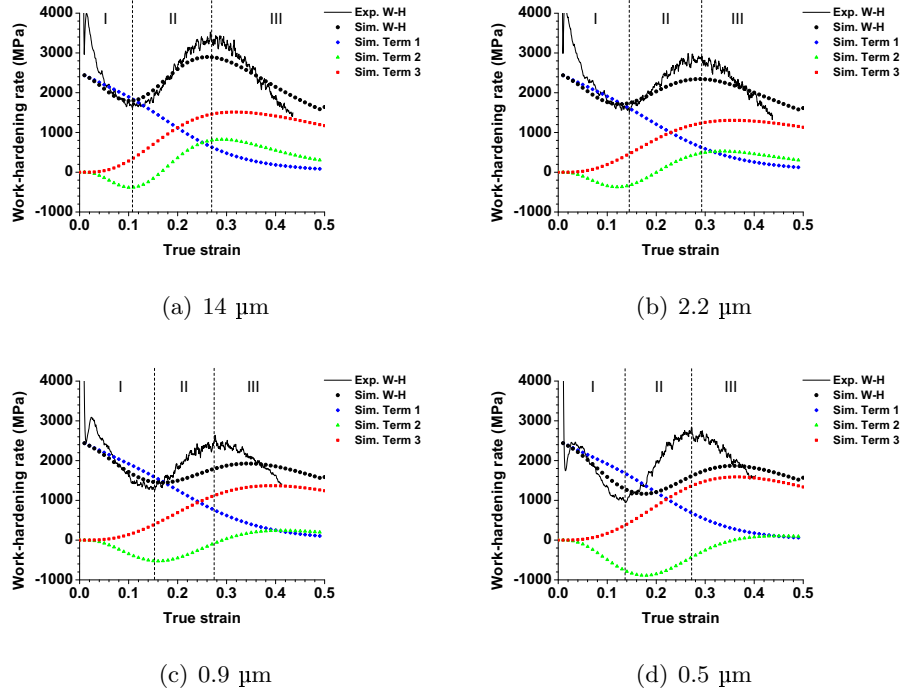 I II III
Exp. W-H
Sim. W-H
Sim. Term 1
Sim. Term 2
Sim. Term 3
Work-hardening rate (MPa)
4000
3000
2000
1000
0
-1000
0.0 0.1 0.2 0.3 0.4 0.5
True strain
(a) 14 µm
I II III
Exp. W-H
Sim. W-H
Sim. Term 1
Sim. Term 2
Sim. Term 3
Work-hardening rate (MPa)
4000
3000
2000
1000
0
-1000
0.0 0.1 0.2 0.3 0.4 0.5
True strain
(b) 2.2 µm
I II III
Exp. W-H
Sim. W-H
Sim. Term 1
Sim. Term 2
Sim. Term 3
Work-hardening rate (MPa)
4000
3000
2000
1000
0
-1000
0.0 0.1 0.2 0.3 0.4 0.5
True strain
(c) 0.9 µm
I II III
Exp. W-H
Sim. W-H
Sim. Term 1
Sim. Term 2
Sim. Term 3
Work-hardening rate (MPa)
4000
3000
2000
1000
0
-1000
0.0 0.1 0.2 0.3 0.4 0.5
True strain
(d) 0.5 µm